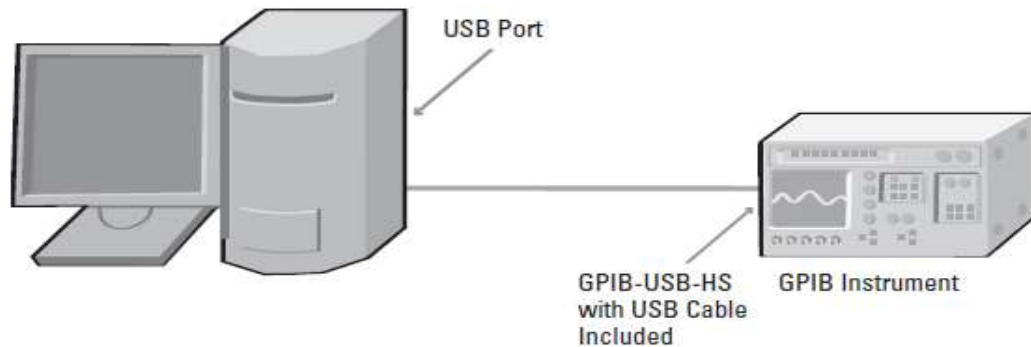 USB Port
GPIB-USB-HS
with USB Cable
Included
GPIB Instrument